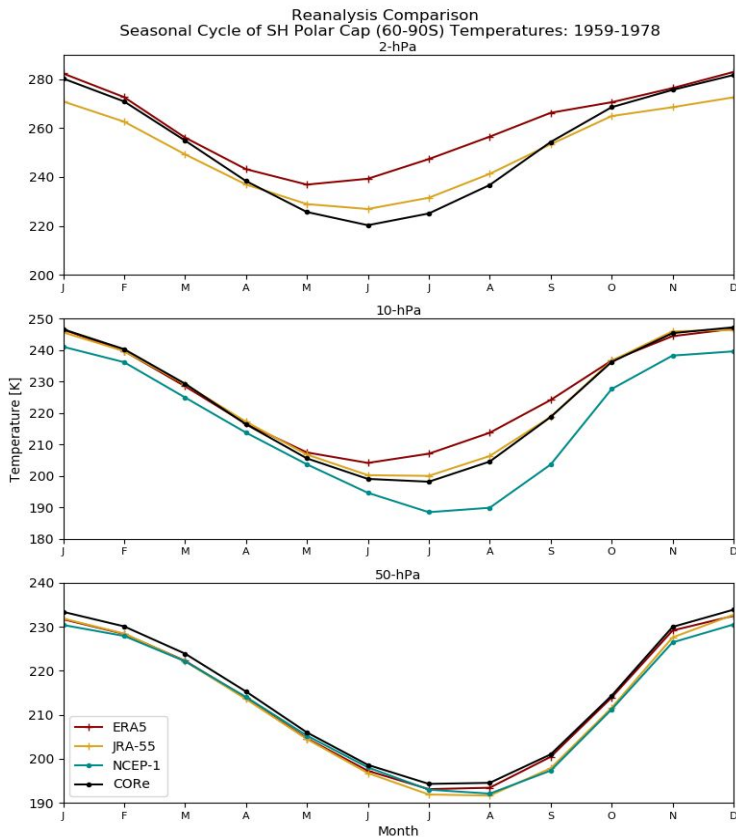 Reanalysis Comparison
Seasonal Cycle of SH Polar Cap (60-90S) Temperatures: 1959-1978
2-hPa
280
260
240
220
200
J F M A M J J A S O N D
10-hPa
250
240
230
220
210
200
190
180
Temperature [K]
J F M A M J J A S O N D
50-hPa
240
230
220
210
200
190
ERA5
JRA-55
NCEP-1
CORe
J F M A M J J A S O N D
Month